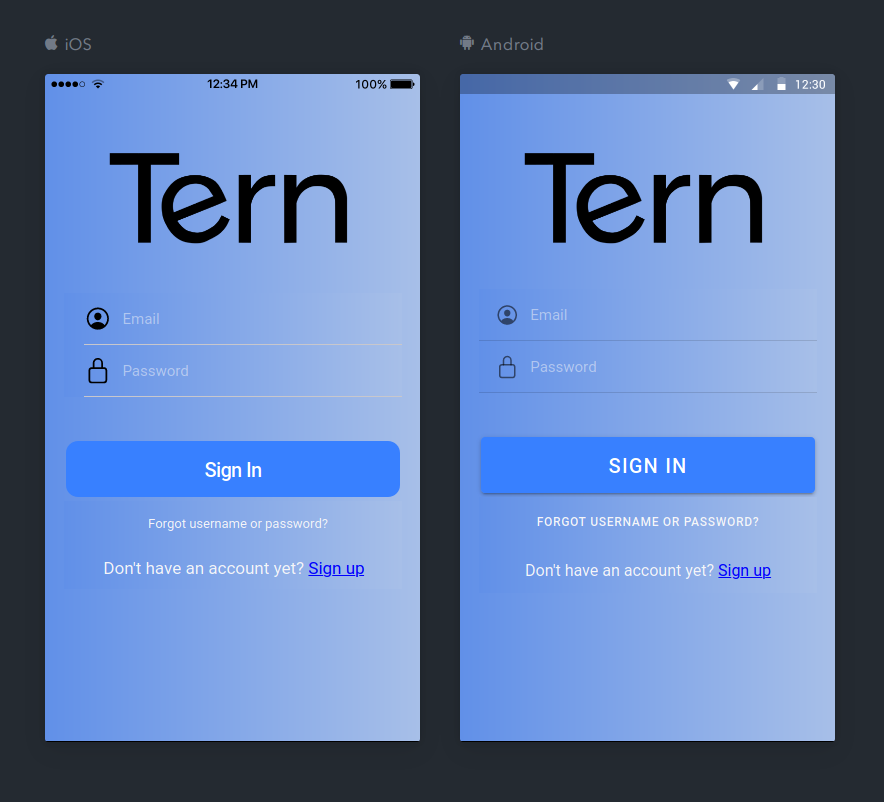 iOS
12:34 PM
100%
Tern
Email
Password
Sign In
Forgot username or password?
Don't have an account yet? Sign up
Android
12:30
Tern
Email
Password
SIGN IN
FORGOT USERNAME OR PASSWORD?
Don't have an account yet? Sign up